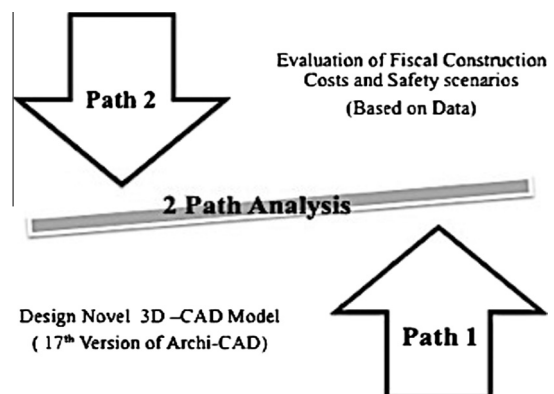 Evaluation of Fiscal Construction
Costs and Safety scenarios
(Based on Data)
Path 2
2 Path Analysis
Design Novel 3D –CAD Model
( 17th Version of Archi-CAD)
Path 1